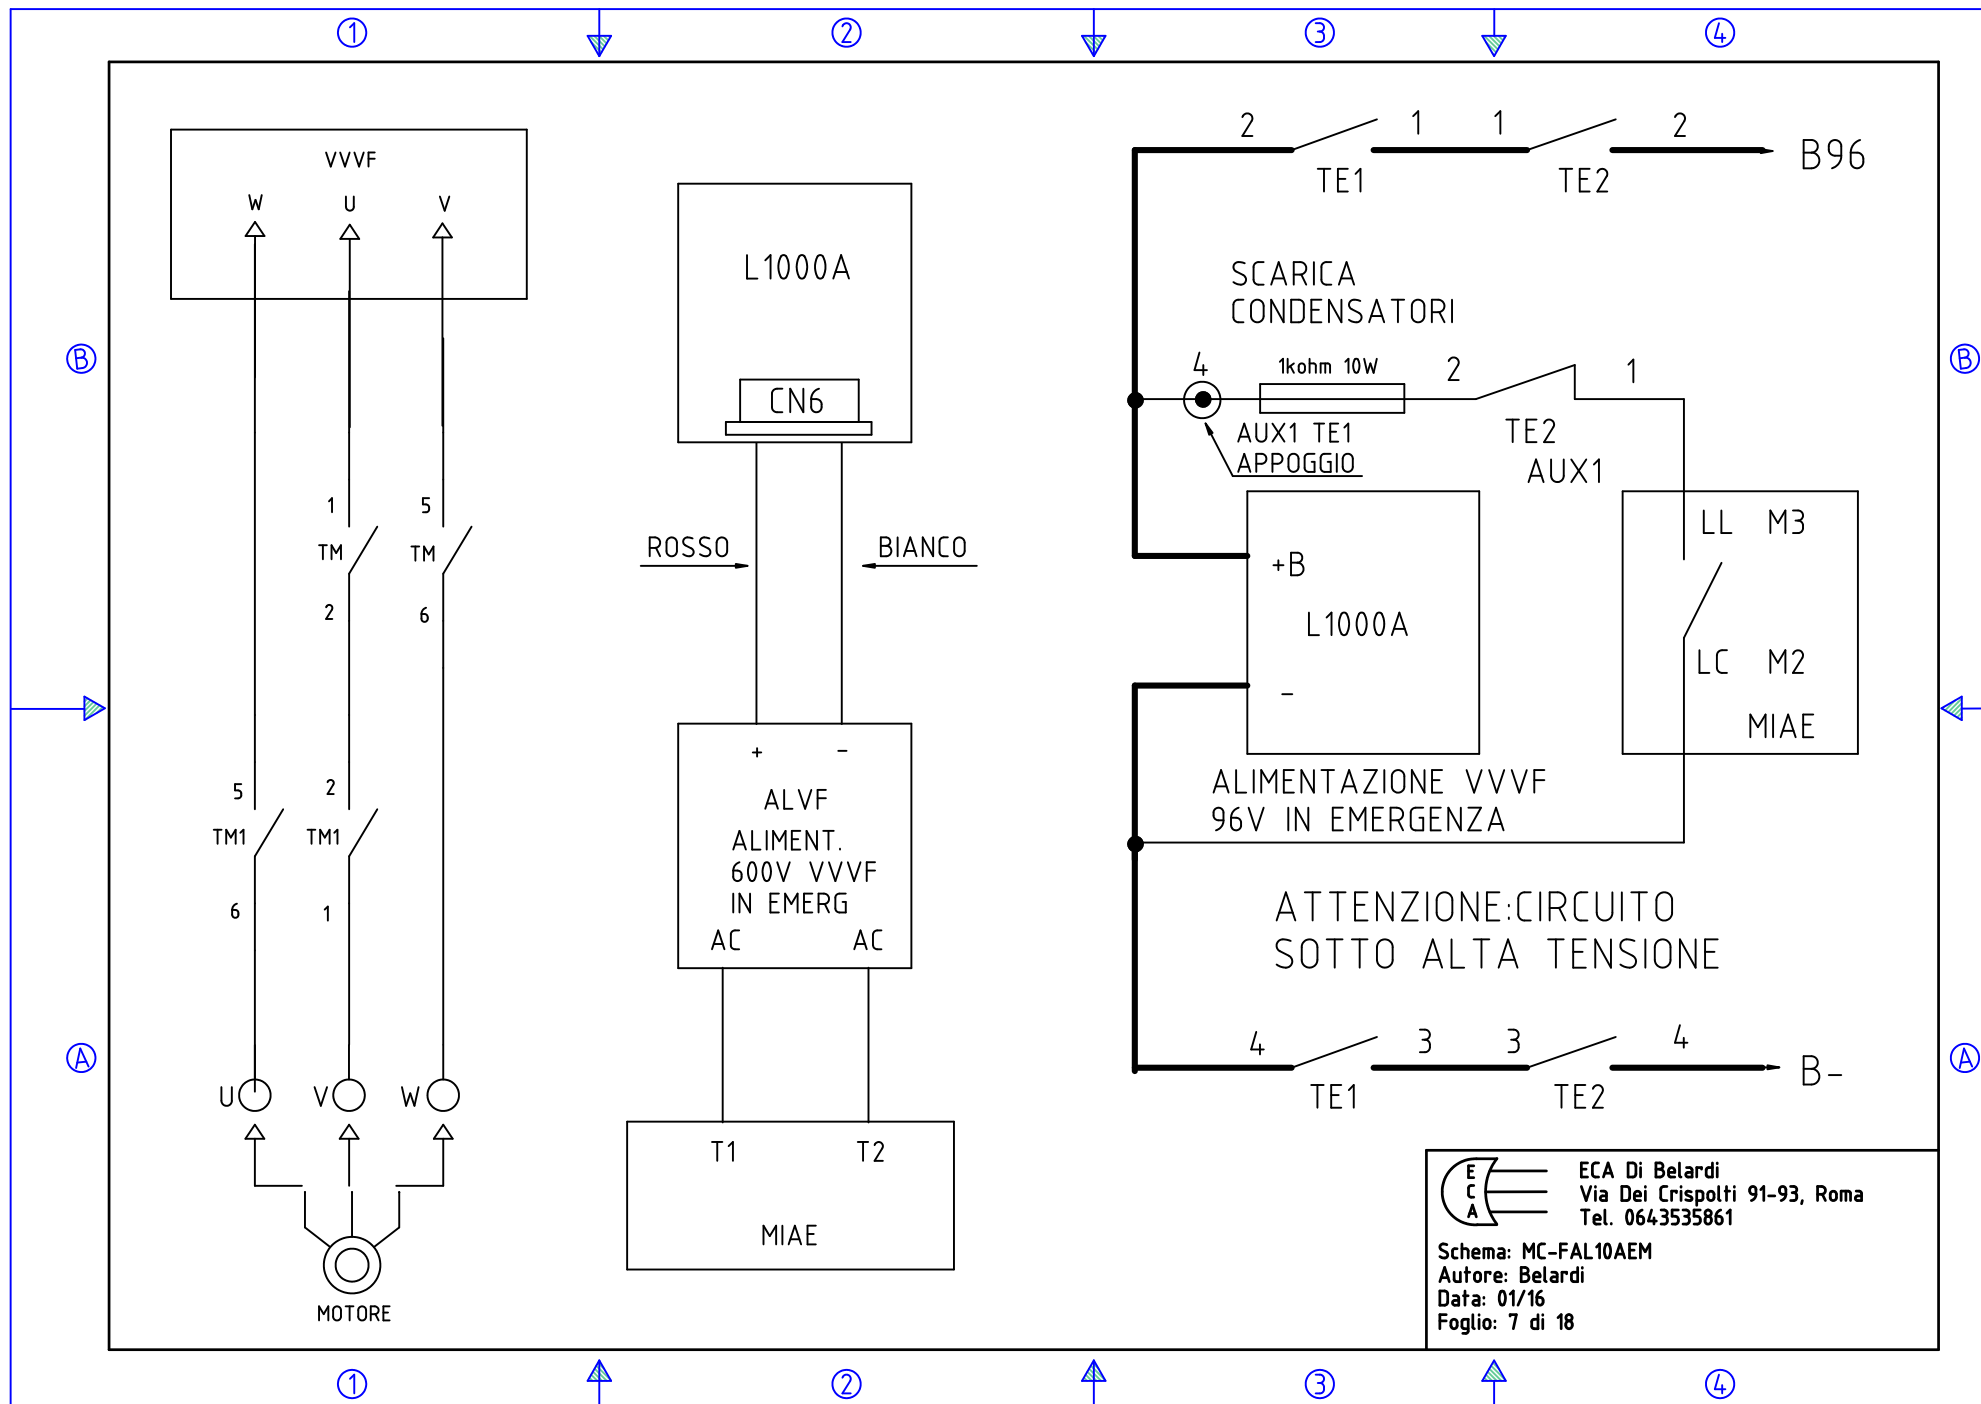 1
2
3
4
B
B
A
A
VVVF
W
U
V
1
TM
2
5
TM
6
5
TM1
6
2
TM1
1
U
V
W
MOTORE
L1000A
CN6
ROSSO
BIANCO
+
-
ALVF
ALIMENT.
600V VVVF
IN EMERG
AC
AC
T1
T2
MIAE
2
1
1
2
TE1
TE2
B96
SCARICA
CONDENSATORI
4
1kohm 10W
2
1
AUX1 TE1
APPOGGIO
TE2
AUX1
+B
L1000A
-
LL M3
LC M2
MIAE
ALIMENTAZIONE VVVF
96V IN EMERGENZA
ATTENZIONE:CIRCUITO
SOTTO ALTA TENSIONE
4
3
3
4
TE1
TE2
B-
E
C
A
ECA Di Belardi
Via Dei Crispolti 91-93, Roma
Tel. 0643535861
Schema: MC-FAL10AEM
Autore: Belardi
Data: 01/16
Foglio: 7 di 18
1
2
3
4